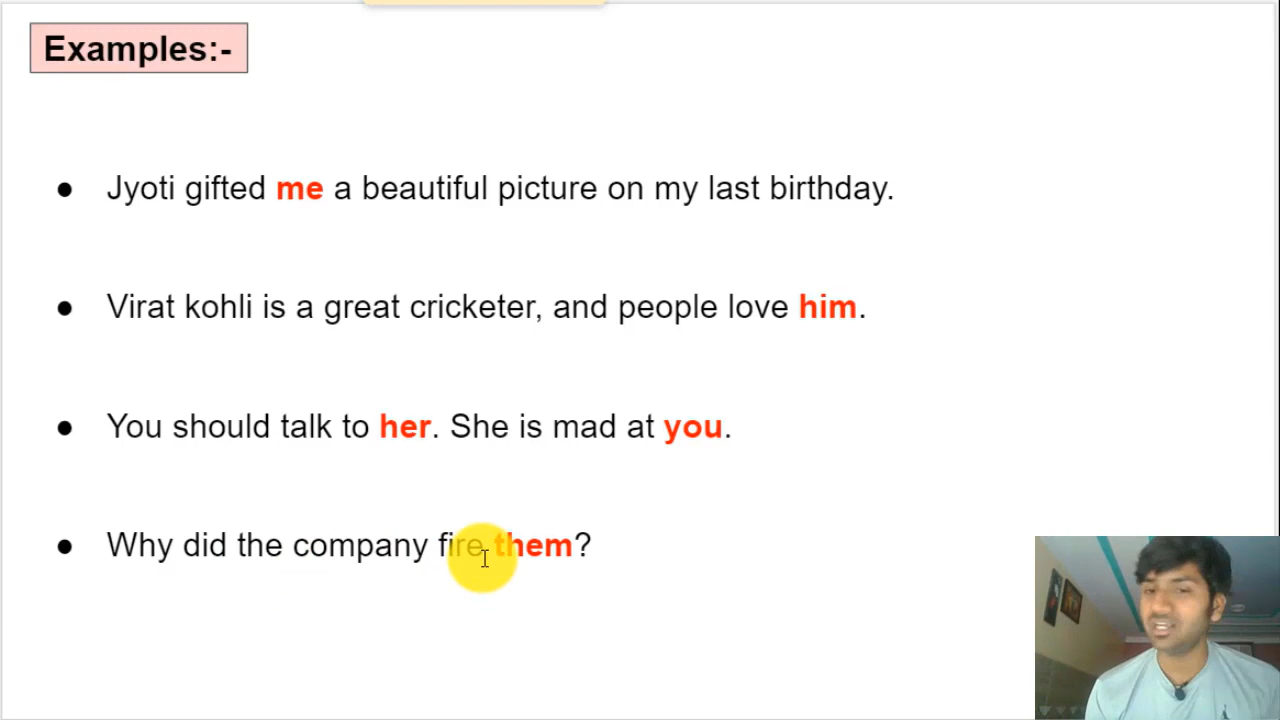 Examples:-
● Jyoti gifted me a beautiful picture on my last birthday.
● Virat kohli is a great cricketer, and people love him.
● You should talk to her. She is mad at you.
● Why did the company fire them?